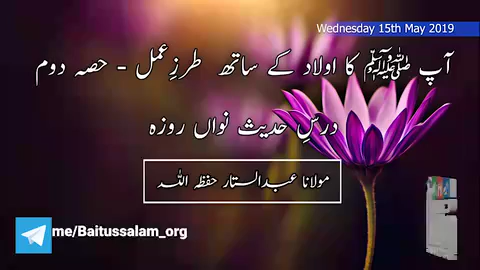 Wednesday 15th May 2019
آپ ﷺ کا اولاد کے ساتھ طرزِ عمل - حصہ دوم
درسِ حدیث نواں روزہ
مولانا عبدالستار حفظہ اللہ
me/Baitussalam_org